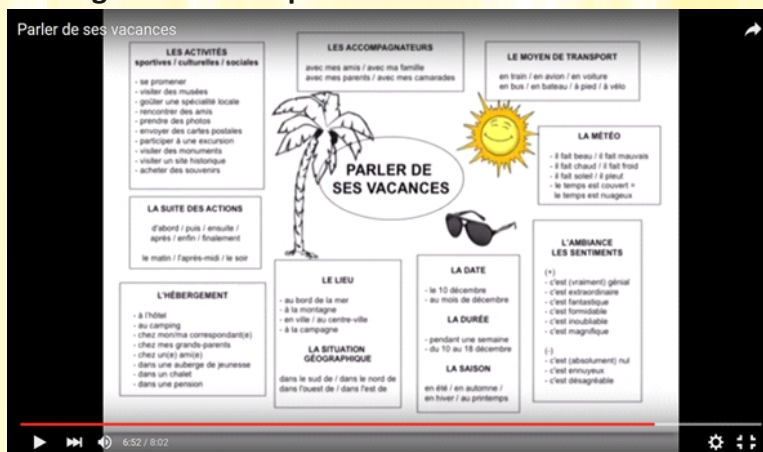 Parler de ses vacances
LES ACTIVITÉS
sportives / culturelles / sociales
- se promener
- visiter des musées
- goûter une spécialité locale
- rencontrer des amis
- prendre des photos
- envoyer des cartes postales
- participer à une excursion
- visiter des monuments
- visiter un site historique
- acheter des souvenirs
LES ACCOMPAGNATEURS
avec mes amis / avec ma famille
avec mes parents / avec mes camarades
LE MOYEN DE TRANSPORT
en train / en avion / en voiture
en bus / en bateau / à pied / à vélo
LA MÉTÉO
- il fait beau / il fait mauvais
- il fait chaud / il fait froid
- il fait soleil / il pleut
- le temps est couvert =
le temps est nuageux
PARLER DE
SES VACANCES
LA SUITE DES ACTIONS
d'abord / puis / ensuite /
après / enfin / finalement
le matin / l'après-midi / le soir
L'HÉBERGEMENT
- à l'hôtel
- au camping
- chez mon/ma correspondant(e)
- chez mes grands-parents
- chez un(e) ami(e)
- dans une auberge de jeunesse
- dans un chalet
- dans une pension
LE LIEU
- au bord de la mer
- à la montagne
- en ville / au centre-ville
- à la campagne
LA SITUATION
GÉOGRAPHIQUE
dans le sud de / dans le nord de
dans l'ouest de / dans l'est de
LA DATE
- le 10 décembre
- au mois de décembre
LA DURÉE
- pendant une semaine
- du 10 au 18 décembre
LA SAISON
en été / en automne /
en hiver / au printemps
L'AMBIANCE
LES SENTIMENTS
(+)
- c'est (vraiment) génial
- c'est extraordinaire
- c'est fantastique
- c'est formidable
- c'est inoubliable
- c'est magnifique
(-)
- c'est (absolument) nul
- c'est ennuyeux
- c'est désagréable
6:52 / 8:02